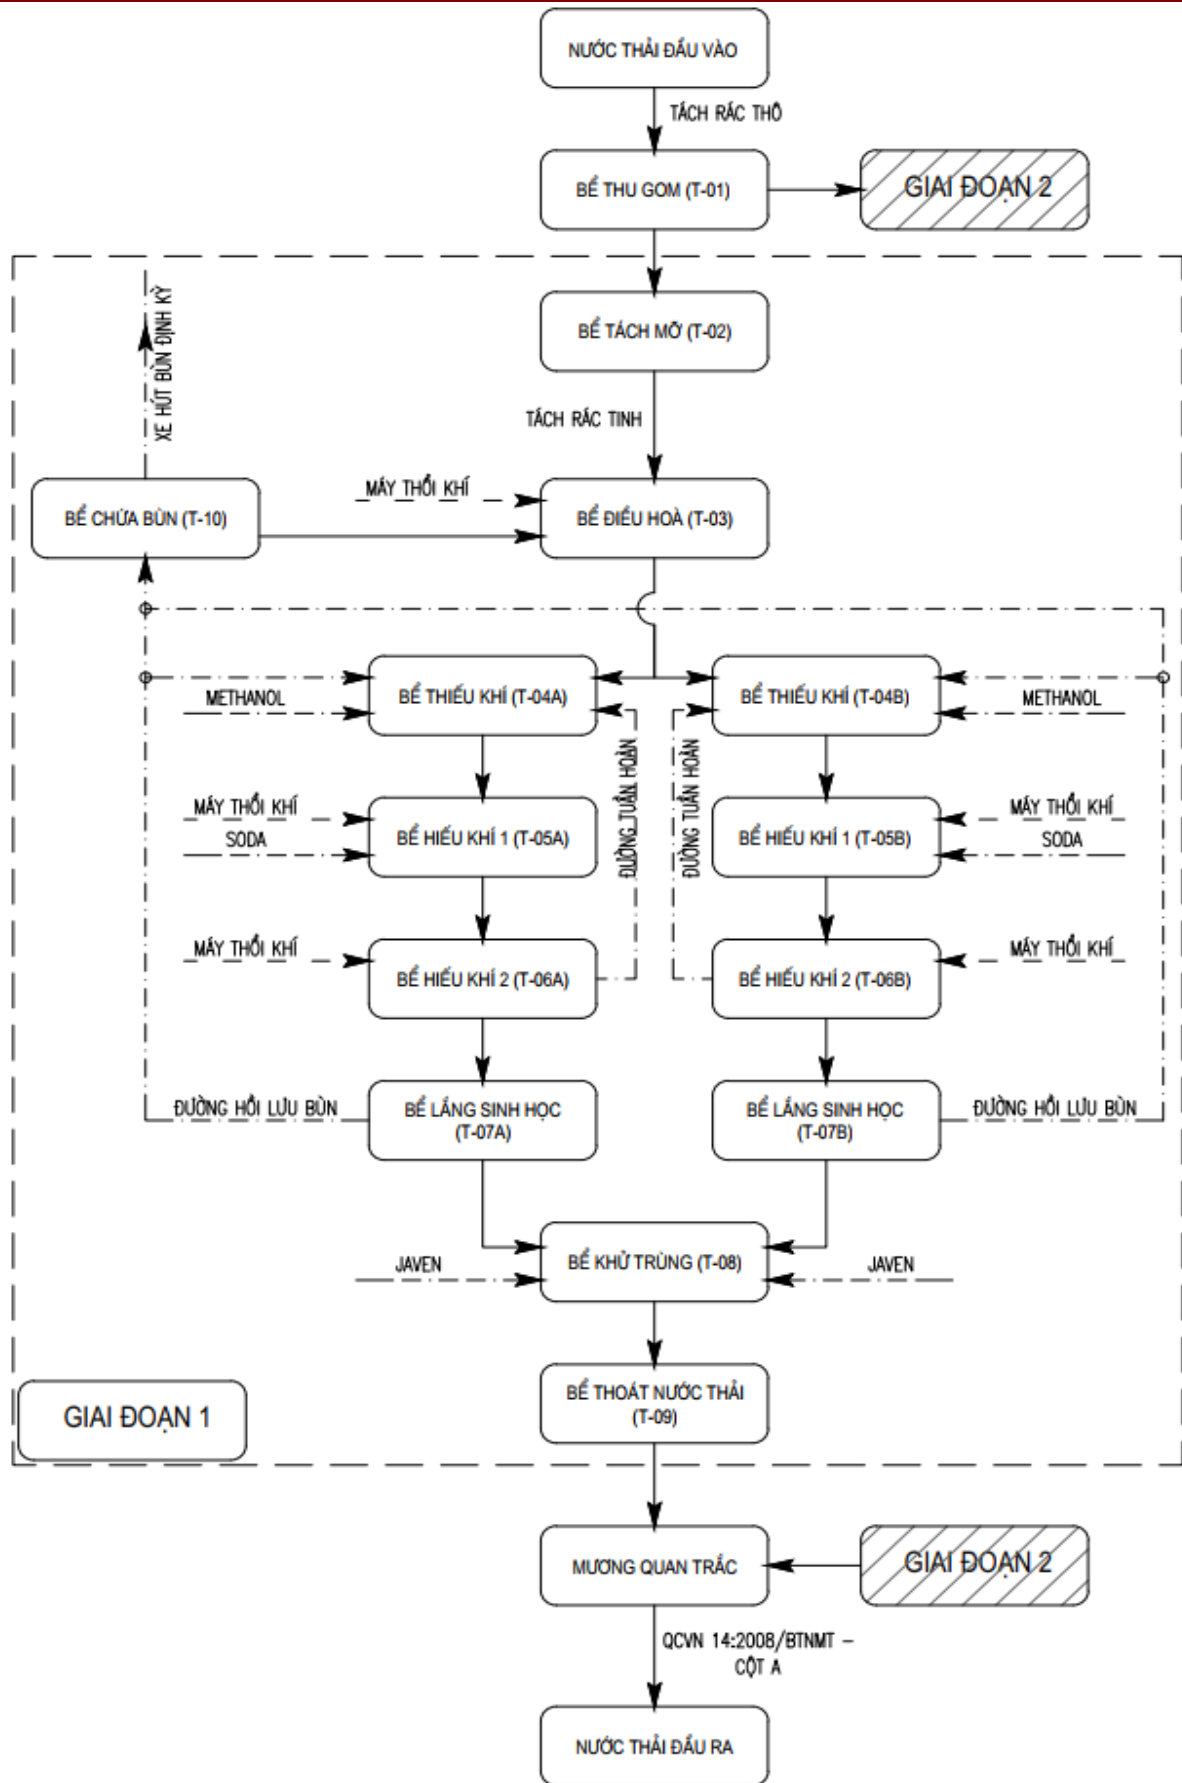 NƯỚC THẢI ĐẦU VÀO
TÁCH RÁC THÔ
BỂ THU GOM (T-01)
GIAI ĐOẠN 2
XE HÚT BÙN ĐỊNH KỲ
BỂ TÁCH MỠ (T-02)
TÁCH RÁC TINH
BỂ CHỨA BÙN (T-10)
MÁY THỔI KHÍ
BỂ ĐIỀU HOÀ (T-03)
BỂ THIẾU KHÍ (T-04A)
BỂ THIẾU KHÍ (T-04B)
METHANOL
METHANOL
ĐƯỜNG TUẦN HOÀN
ĐƯỜNG TUẦN HOÀN
MÁY THỔI KHÍ
SODA
BỂ HIẾU KHÍ 1 (T-05A)
BỂ HIẾU KHÍ 1 (T-05B)
MÁY THỔI KHÍ
SODA
MÁY THỔI KHÍ
BỂ HIẾU KHÍ 2 (T-06A)
BỂ HIẾU KHÍ 2 (T-06B)
MÁY THỔI KHÍ
ĐƯỜNG HỒI LƯU BÙN
BỂ LẮNG SINH HỌC
(T-07A)
BỂ LẮNG SINH HỌC
(T-07B)
ĐƯỜNG HỒI LƯU BÙN
JAVEN
BỂ KHỬ TRÙNG (T-08)
JAVEN
BỂ THOÁT NƯỚC THẢI
(T-09)
GIAI ĐOẠN 1
MƯƠNG QUAN TRẮC
GIAI ĐOẠN 2
QCVN 14:2008/BTNMT –
CỘT A
NƯỚC THẢI ĐẦU RA